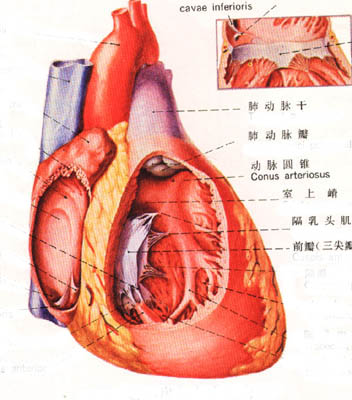 cavae inferioris
肺动脉干
肺动脉瓣
动脉圆锥
Conus arteriosus
室上嵴
隔乳头肌
前瓣(三尖瓣